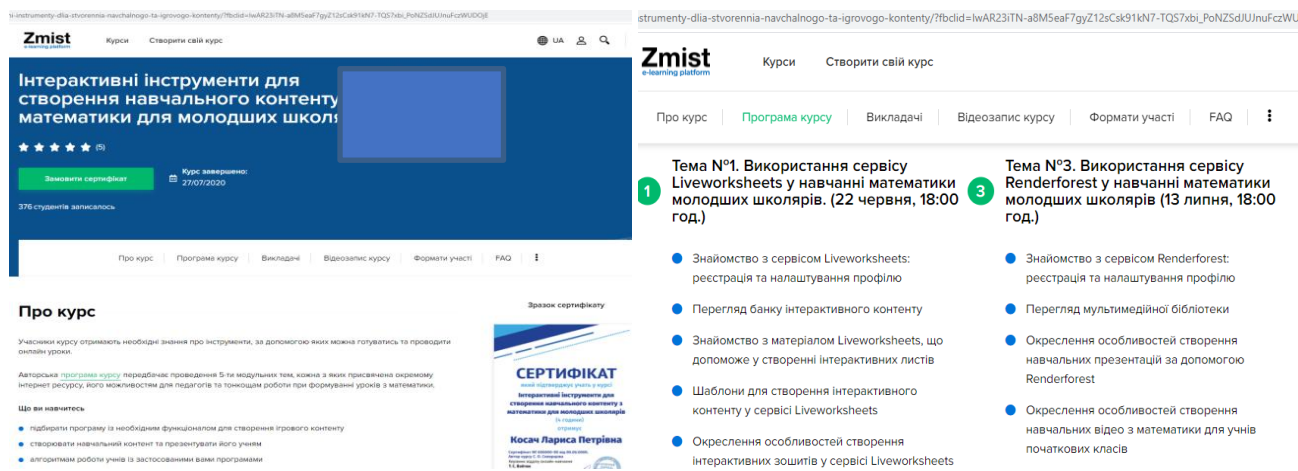 ni-instrumenty-dlia-stvorennia-navchalnogo-ta-igrovogo-kontenty/?fbclid=IwAR23iTN-a8M5eaF7gyZ12sCsk91kN7-TQS7xbi_PoNZSdJUJnuFczWUDOjE
Zmist
e-learning platform
Курси
Створити свій курс
UA
Інтерактивні інструменти для
створення навчального контенту
математики для молодших школя
(5)
Замовити сертифікат
Курс завершено:
27/07/2020
376 студентів записалось
Про курс
Програма курсу
Викладачі
Відеозапис курсу
Формати участі
FAQ
Про курс
Учасники курсу отримають необхідні знання про інструменти, за допомогою яких можна готуватись та проводити
онлайн уроки.
Авторська програма курсу передбачає проведення 5-ти модульних тем, кожна з яких присвячена окремому
інтернет ресурсу, його можливостям для педагогів та тонкощам роботи при формуванні уроків з математики.
Що ви навчитесь
підбирати програму із необхідним функціоналом для створення ігрового контенту
створювати навчальний контент та презентувати його учням
алгоритмам роботи учнів із застосованими вами програмами
Зразок сертифікату
СЕРТИФІКАТ
який підтверджує участь у курсі
Інтерактивні інструменти для
створення навчального контенту з
математики для молодших школярів
отримує
Косач Лариса Петрівна
strumenty-dlia-stvorennia-navchalnogo-ta-igrovogo-kontenty/?fbclid=IwAR23iTN-a8M5eaF7gyZ12sCsk91kN7-TQS7xbi_PoNZSdJUJnuFczWU
Zmist
e-learning platform
Курси
Створити свій курс
Про курс
Програма курсу
Викладачі
Відеозапис курсу
Формати участі
FAQ
1
Тема №1. Використання сервісу
Liveworksheets у навчанні математики
молодших школярів. (22 червня, 18:00
год.)
Знайомство з сервісом Liveworksheets:
реєстрація та налаштування профілю
Перегляд банку інтерактивного контенту
Знайомство з матеріалом Liveworksheets, що
допоможе у створенні інтерактивних листів
Шаблони для створення інтерактивного
контенту у сервісі Liveworksheets
Окреслення особливостей створення
інтерактивних зошитів у сервісі Liveworksheets
3
Тема №3. Використання сервісу
Renderforest у навчанні математики
молодших школярів (13 липня, 18:00
год.)
Знайомство з сервісом Renderforest:
реєстрація та налаштування профілю
Перегляд мультимедійної бібліотеки
Окреслення особливостей створення
навчальних презентацій за допомогою
Renderforest
Окреслення особливостей створення
навчальних відео з математики для учнів
початкових класів